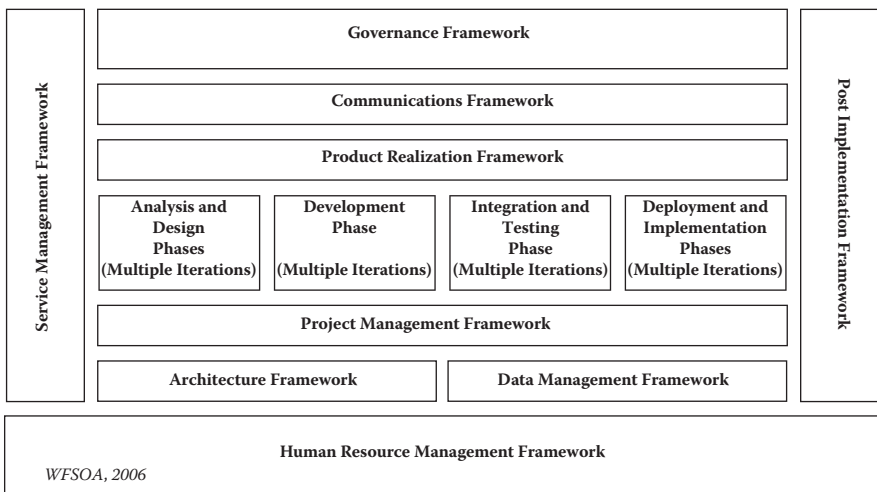 Service Management Framework
Governance Framework
Communications Framework
Product Realization Framework
Analysis and
Design
Phases
(Multiple Iterations)
Development
Phase
(Multiple Iterations)
Integration and
Testing
Phase
(Multiple Iterations)
Deployment and
Implementation
Phases
(Multiple Iterations)
Project Management Framework
Architecture Framework
Data Management Framework
Post Implementation Framework
Human Resource Management Framework
WFSOA, 2006